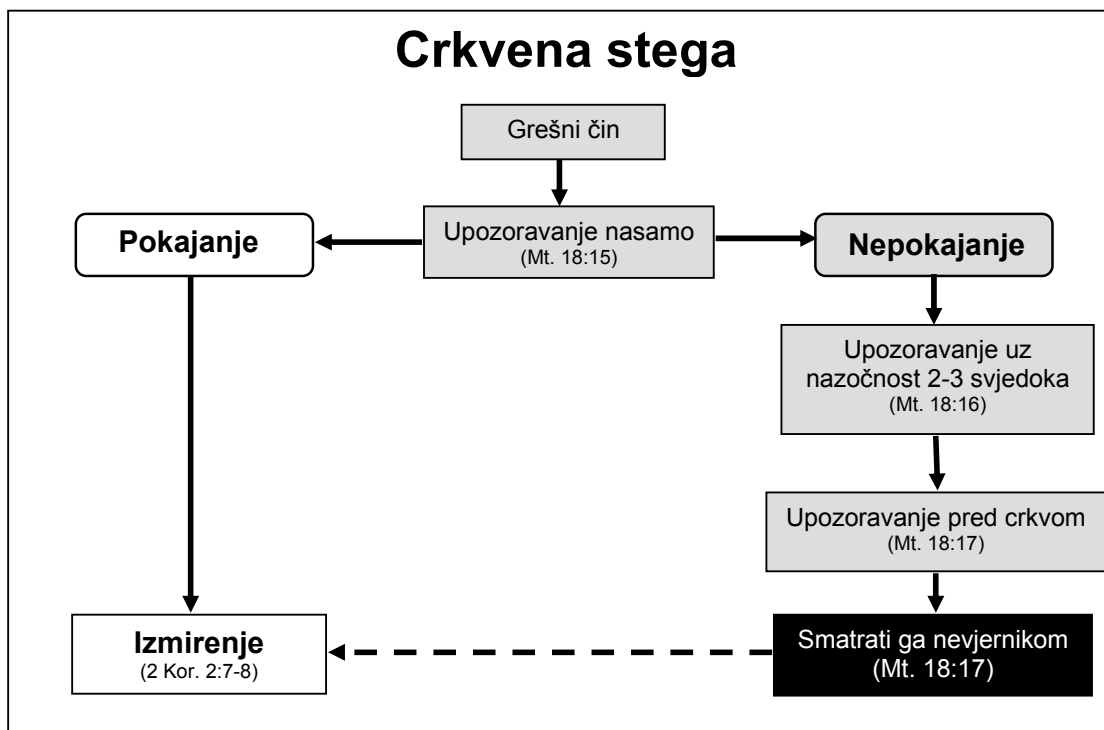 Crkvena stega
Grešni čin
Upozoravanje nasamo
(Mt. 18:15)
Pokajanje
Nepokajanje
Upozoravanje uz
nazočnost 2-3 svjedoka
(Mt. 18:16)
Upozoravanje pred crkvom
(Mt. 18:17)
Izmirenje
(2 Kor. 2:7-8)
Smatrati ga nevjernikom
(Mt. 18:17)